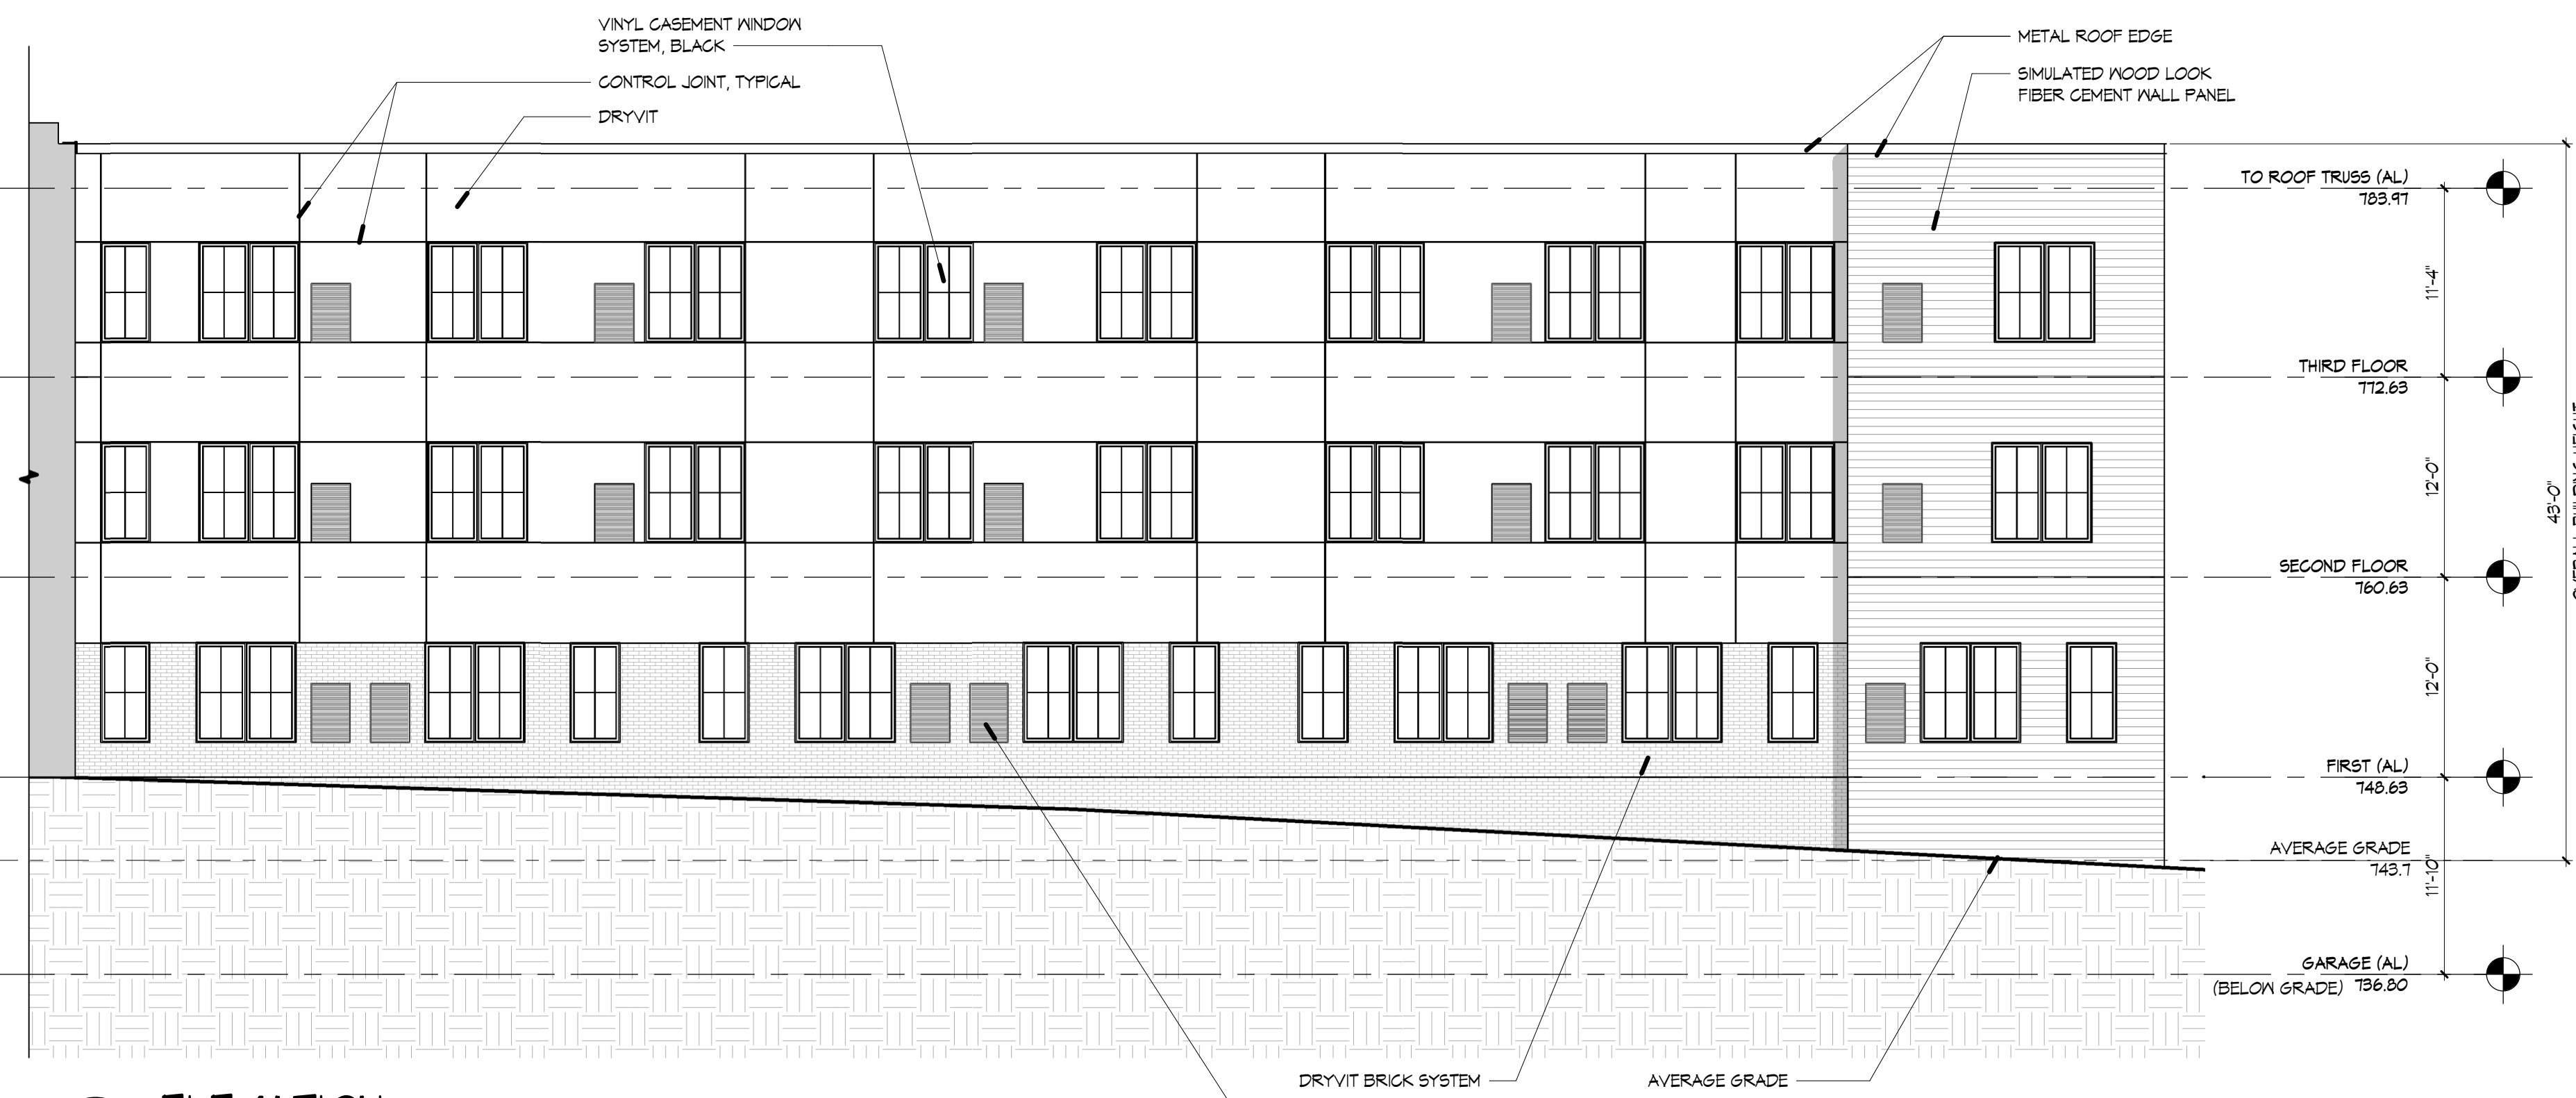 VINYL CASEMENT WINDOW
SYSTEM, BLACK
CONTROL JOINT, TYPICAL
DRYVIT
METAL ROOF EDGE
SIMULATED WOOD LOOK
FIBER CEMENT WALL PANEL
TO ROOF TRUSS (AL)
783.97
11'-4"
THIRD FLOOR
772.63
12'-0"
43'-0"
SECOND FLOOR
760.63
12'-0"
FIRST (AL)
748.63
AVERAGE GRADE
743.7
11'-10"
GARAGE (AL)
(BELOW GRADE) 736.80
DRYVIT BRICK SYSTEM
AVERAGE GRADE